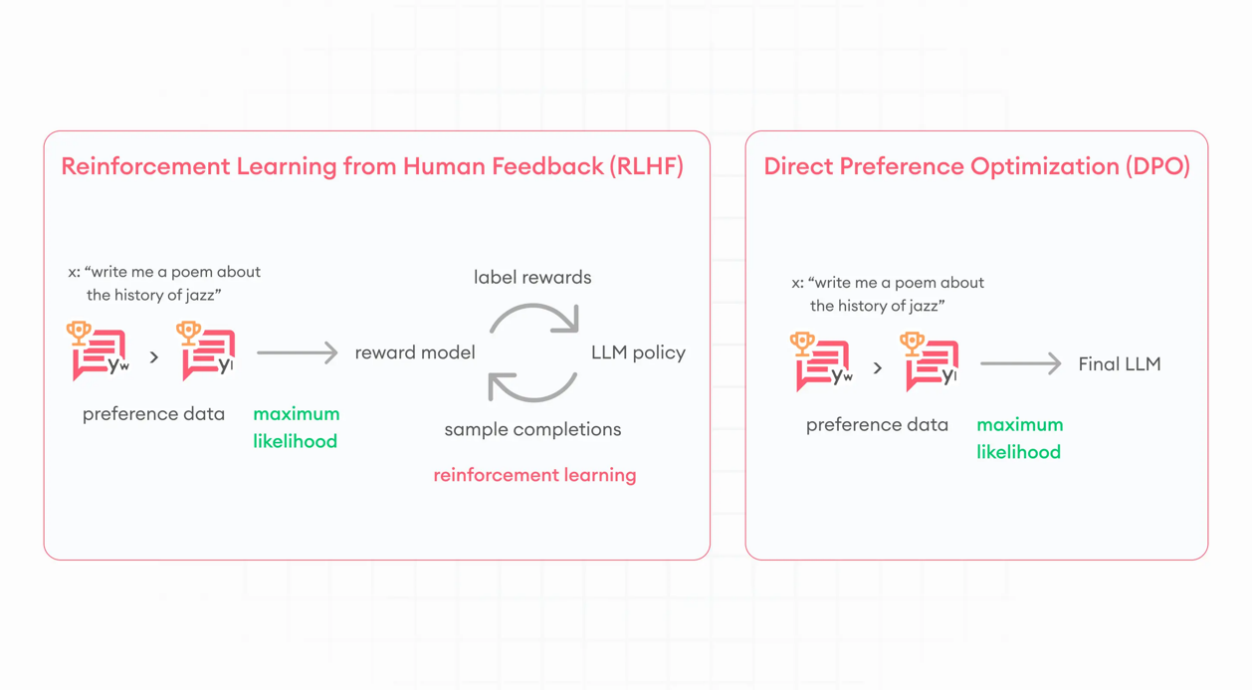 Reinforcement Learning from Human Feedback (RLHF)
x: “write me a poem about
the history of jazz”
yw > yl
preference data
maximum
likelihood
reward model
label rewards
LLM policy
sample completions
reinforcement learning
Direct Preference Optimization (DPO)
x: “write me a poem about
the history of jazz”
yw > yl
preference data
maximum
likelihood
Final LLM